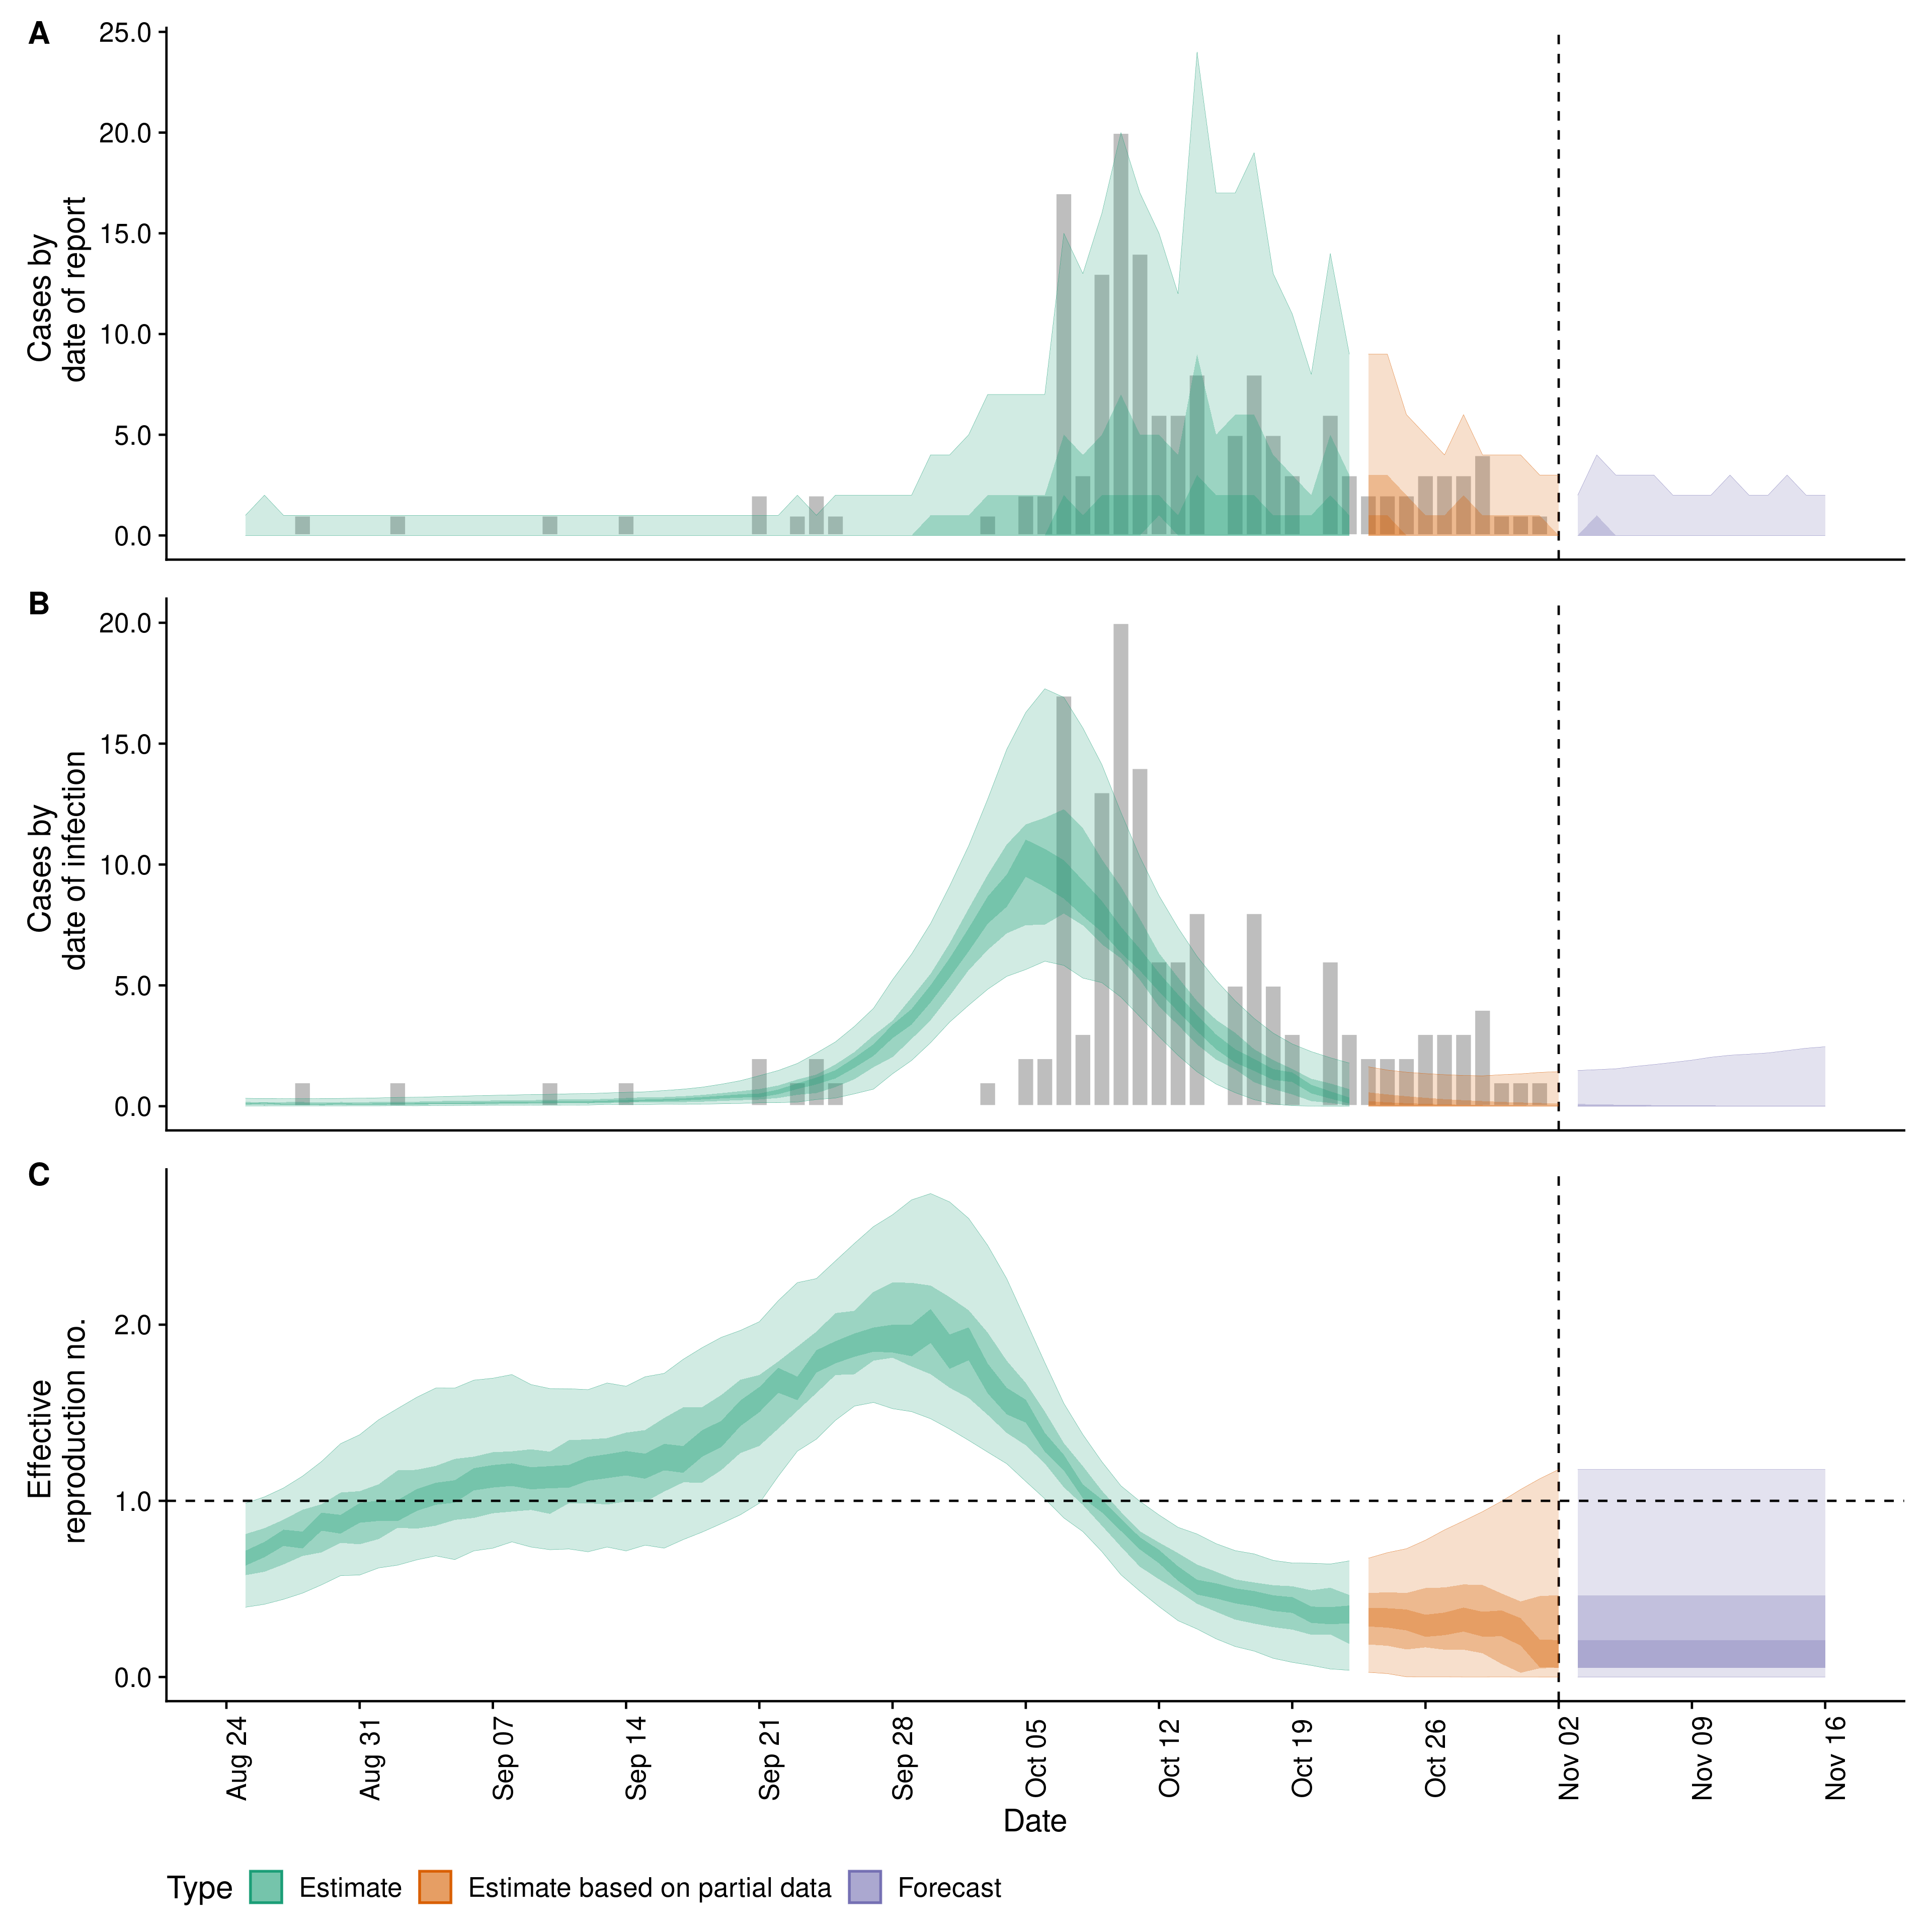 A
25.0
20.0
15.0
10.0
5.0
0.0
Cases by
date of report
B
20.0
15.0
10.0
5.0
0.0
Cases by
date of infection
C
2.0
1.0
0.0
Effective
reproduction no.
Aug 24
Aug 31
Sep 07
Sep 14
Sep 21
Sep 28
Oct 05
Oct 12
Oct 19
Oct 26
Nov 02
Nov 09
Nov 16
Date
Type Estimate Estimate based on partial data Forecast